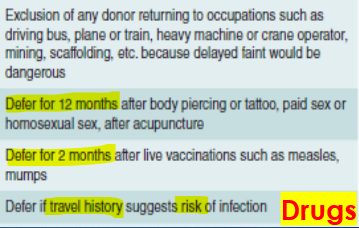 Exclusion of any donor returning to occupations such as
driving bus, plane or train, heavy machine or crane operator,
mining, scaffolding, etc. because delayed faint would be
dangerous
Defer for 12 months after body piercing or tattoo, paid sex or
homosexual sex, after acupuncture
Defer for 2 months after live vaccinations such as measles,
mumps
Defer if travel history suggests risk of infection
Drugs